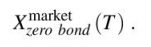 X^{market}_{zero bond}(T) .